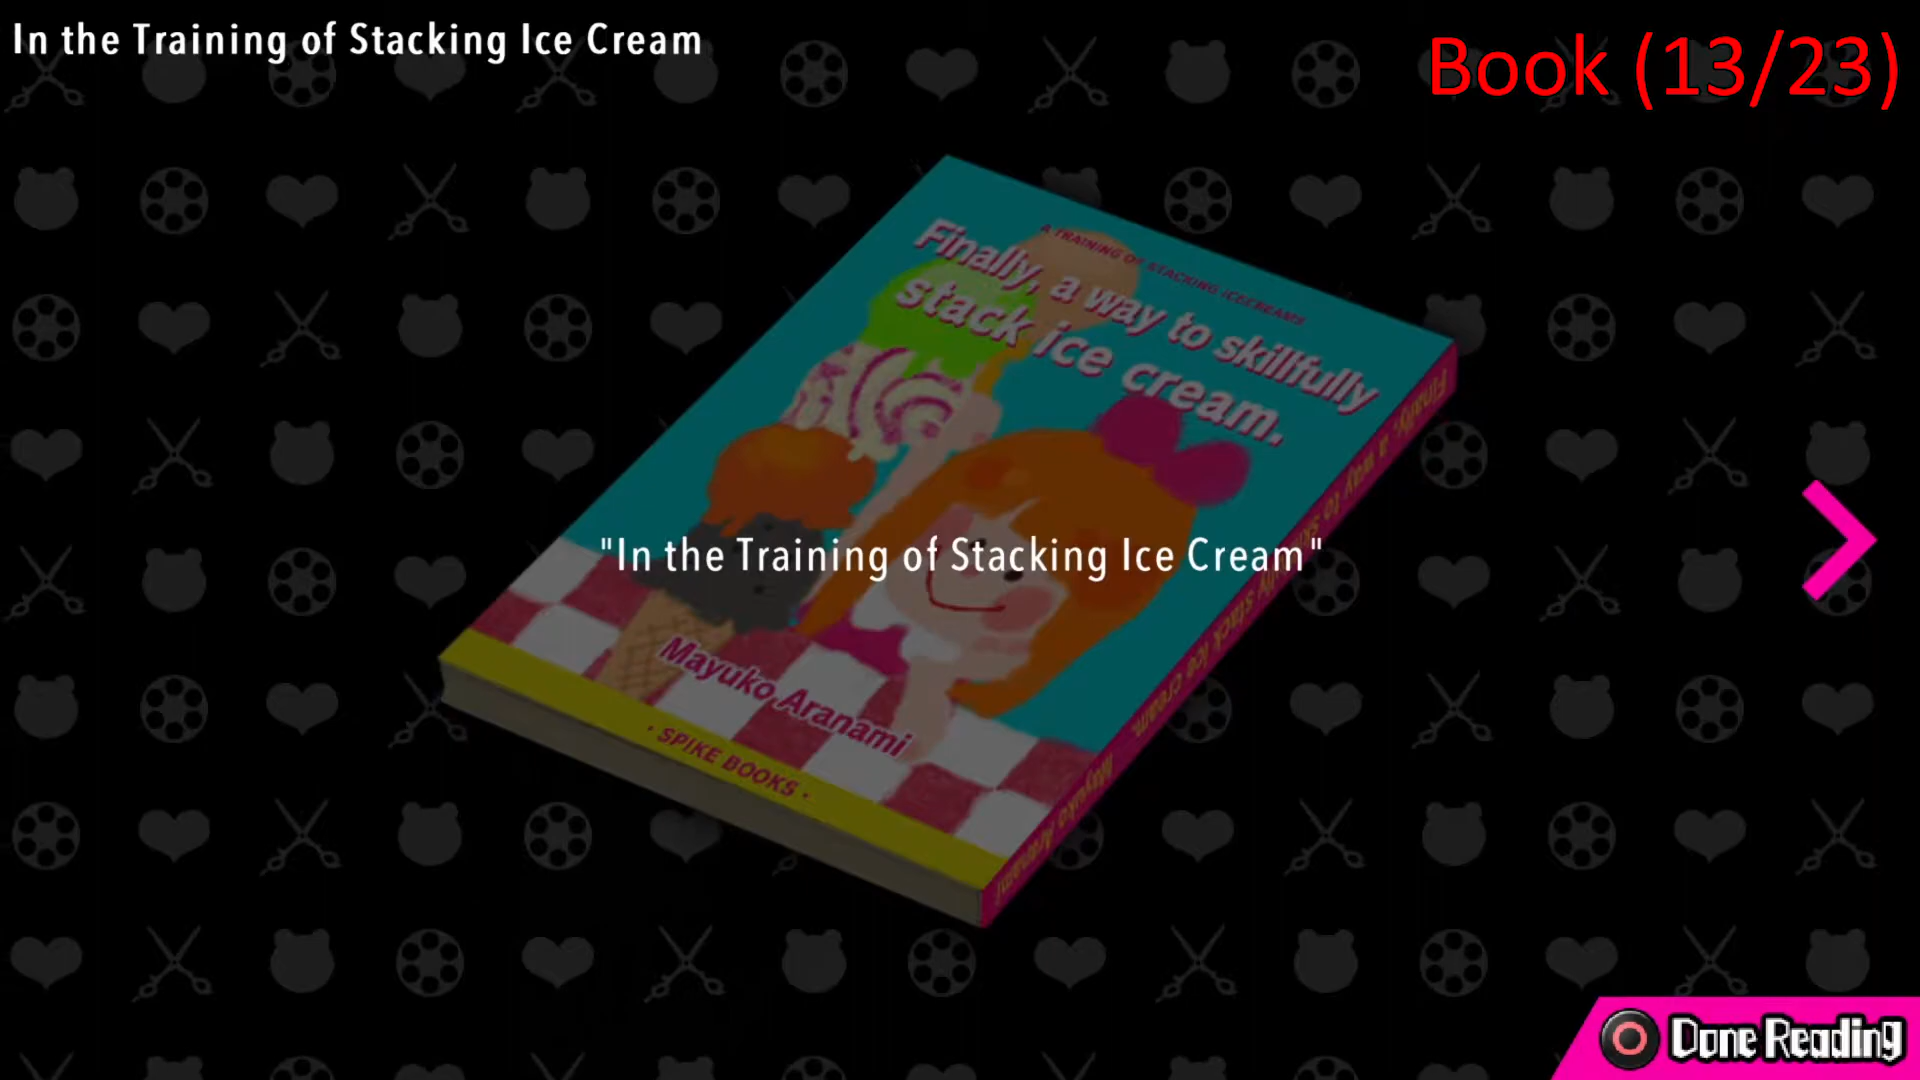 In the Training of Stacking Ice Cream
Book (13/23)
A TRAINING OF STACKING ICECREAMS
Finally, a way to skillfully
stack ice cream.
"In the Training of Stacking Ice Cream"
Mayuko Aranami
· SPIKE BOOKS ·
Finally, a way to skillfully stack ice cream. Mayuko Aranami
Done Reading